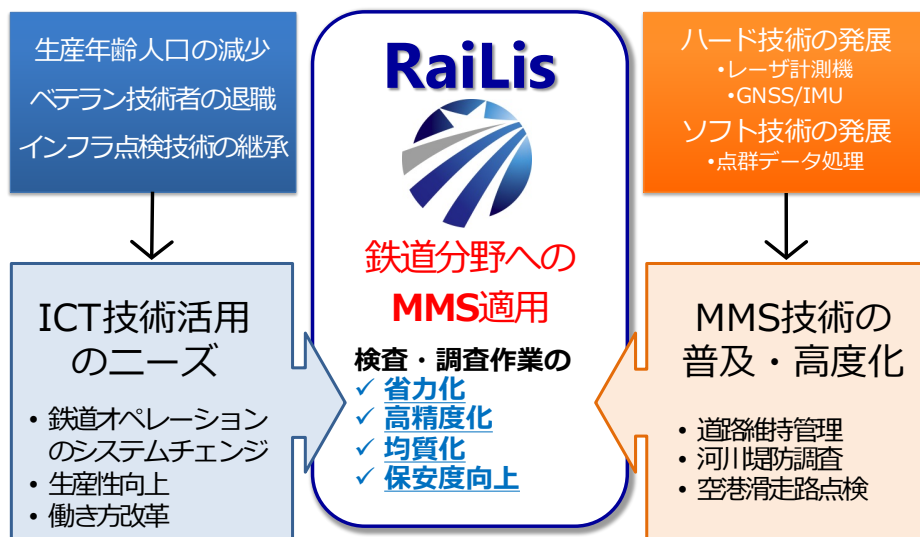 生産年齢人口の減少
ベテラン技術者の退職
インフラ点検技術の継承
ICT技術活用
のニーズ
• 鉄道オペレーション
のシステムチェンジ
• 生産性向上
• 働き方改革
RaiLis
鉄道分野への
MMS適用
検査・調査作業の
✓ 省力化
✓ 高精度化
✓ 均質化
✓ 保安度向上
ハード技術の発展
•レーザ計測機
•GNSS/IMU
ソフト技術の発展
•点群データ処理
MMS技術の
普及・高度化
• 道路維持管理
• 河川堤防調査
• 空港滑走路点検